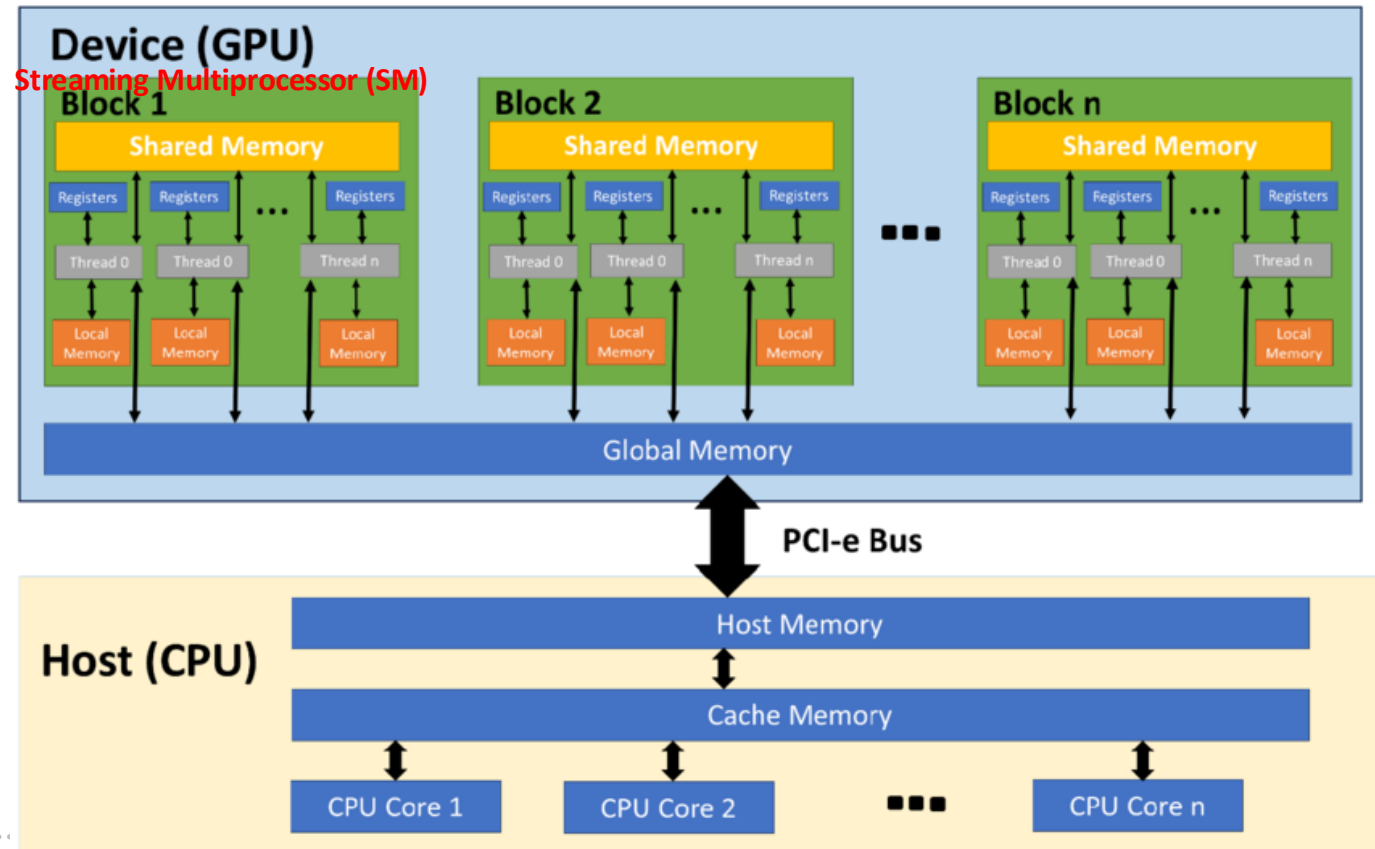 Device (GPU)
Streaming Multiprocessor (SM)
Block 1
Shared Memory
Registers
Registers
...
Registers
Thread 0
Thread 0
Thread n
Local
Memory
Local
Memory
Local
Memory
Block 2
Shared Memory
Registers
Registers
...
Registers
Thread 0
Thread 0
Thread n
Local
Memory
Local
Memory
Local
Memory
...
Block n
Shared Memory
Registers
Registers
...
Registers
Thread 0
Thread 0
Thread n
Local
Memory
Local
Memory
Local
Memory
Global Memory
PCI-e Bus
Host (CPU)
Host Memory
Cache Memory
CPU Core 1
CPU Core 2
...
CPU Core n